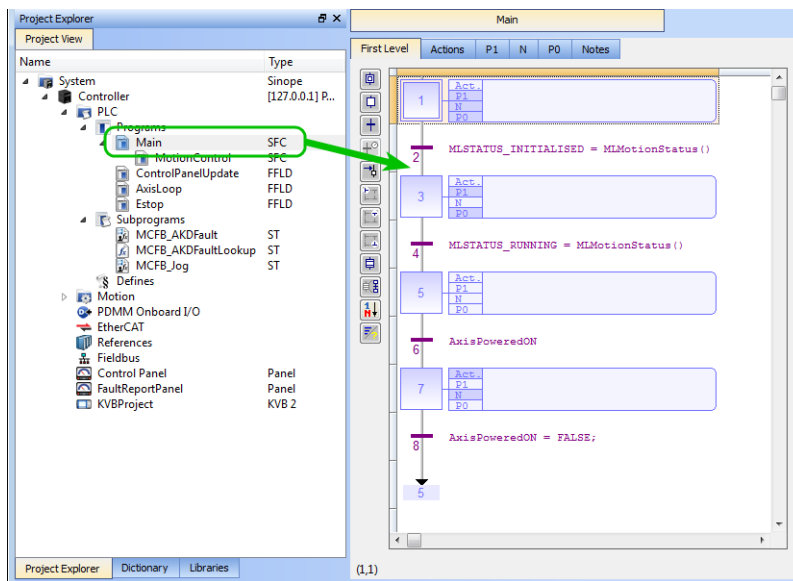 Project Explorer
Project View
Name Type
System Sinope
Controller [127.0.0.1] P...
PLC
Programs
Main SFC
MotionControl SFC
ControlPanelUpdate FFLD
AxisLoop FFLD
Estop FFLD
Subprograms
MCFB_AKDFault ST
MCFB_AKDFaultLookup ST
MCFB_Jog ST
Defines
Motion
PDMM Onboard I/O
EtherCAT
References
Fieldbus
Control Panel Panel
FaultReportPanel Panel
KVBProject KVB 2
Project Explorer Dictionary Libraries
Main
First Level Actions P1 N P0 Notes
1
Act.
P1
N
P0
2 MLSTATUS_INITIALISED = MLMotionStatus()
3
Act.
P1
N
P0
4 MLSTATUS_RUNNING = MLMotionStatus()
5
Act.
P1
N
P0
6 AxisPoweredON
7
Act.
P1
N
P0
8 AxisPoweredON = FALSE;
5
(1,1)